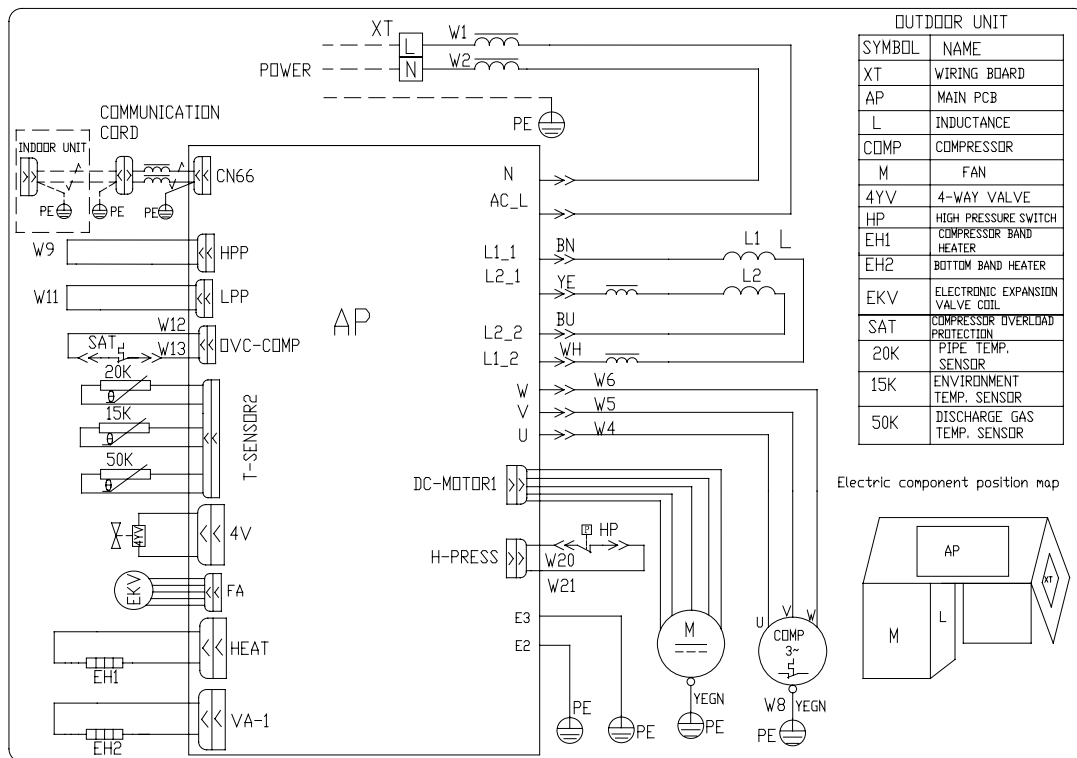 OUTDOOR UNIT
SYMBOL NAME
XT WIRING BOARD
AP MAIN PCB
L INDUCTANCE
COMP COMPRESSOR
M FAN
4YV 4-WAY VALVE
HP HIGH PRESSURE SWITCH
EH1 COMPRESSOR BAND
HEATER
EH2 BOTTOM BAND HEATER
EKV ELECTRONIC EXPANSION
VALVE COIL
SAT COMPRESSOR OVERLOAD
PROTECTION
20K PIPE TEMP.
SENSOR
15K ENVIRONMENT
TEMP. SENSOR
50K DISCHARGE GAS
TEMP. SENSOR
Electric component position map
AP
XT
M
L
XT
L
N
W1
W2
POWER
PE
COMMUNICATION
CORD
INDOOR UNIT
PE
PE
PE
CN66
W9
HPP
W11
LPP
W12
SAT
W13
OVC-COMP
20K
θ
15K
θ
50K
θ
T-SENSOR2
4YV
4V
EKV
FA
HEAT
EH1
VA-1
EH2
AP
N
AC_L
L1_1 BN L1 L
L2_1 YE L2
L2_2 BU
L1_2 WH
W W6
V W5
U W4
DC-MOTOR1
H-PRESS
P HP
W20
W21
E3
E2
PE
PE
M
YEGN
PE
U V W
COMP
3~
W8 YEGN
PE